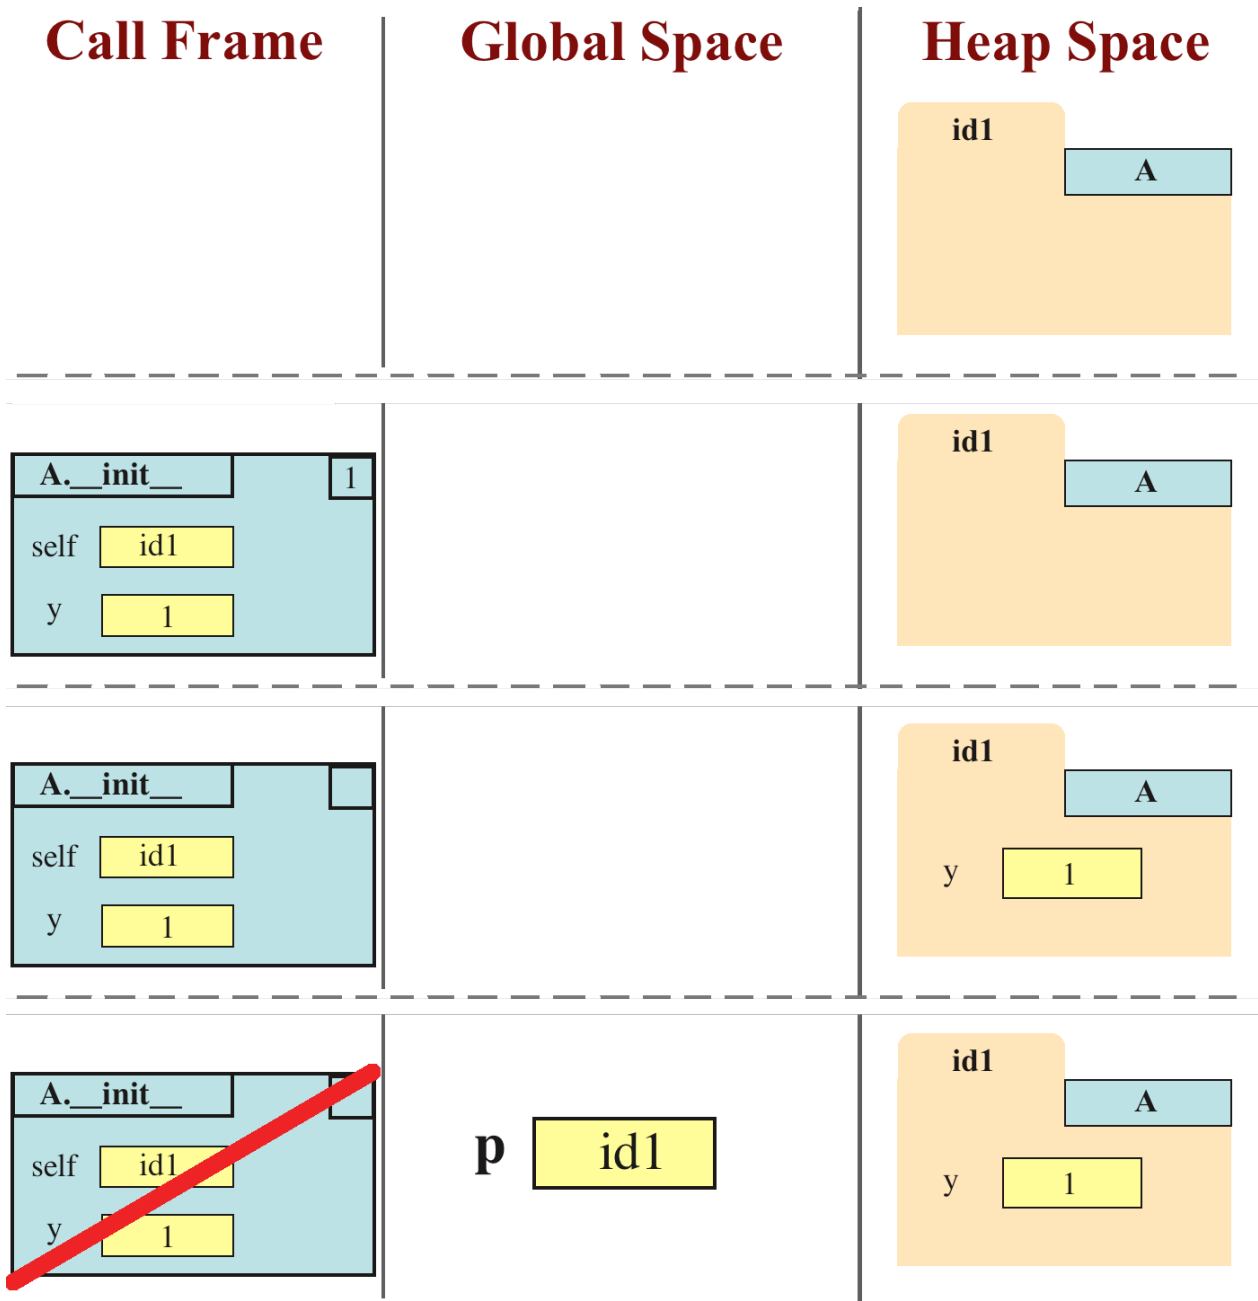 Call Frame Global Space Heap Space
id1
A
id1
A.__init__ 1 A
self id1
y 1
id1
A.__init__ A
self id1
y 1
y 1
id1
A.__init__ A
p id1
self id1
y 1
y 1